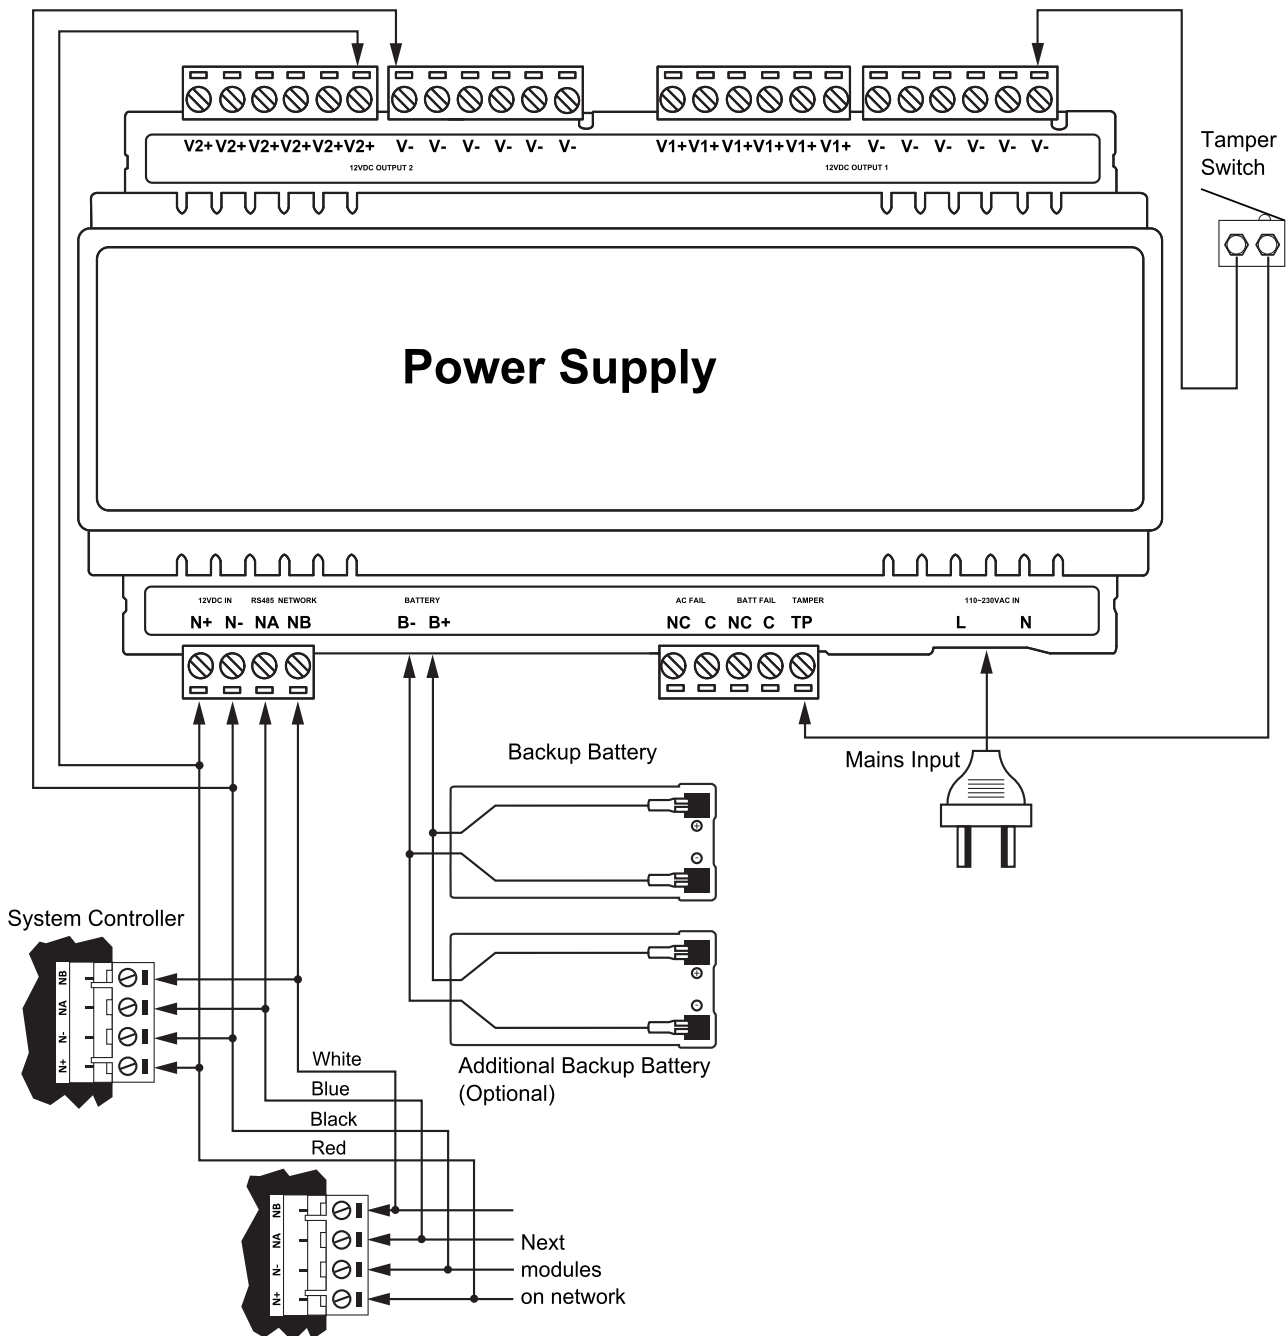 V2+ V2+ V2+ V2+ V2+ V2+ V- V- V- V- V- V-
12VDC OUTPUT 2
V1+ V1+ V1+ V1+ V1+ V1+ V- V- V- V- V- V-
12VDC OUTPUT 1
Tamper
Switch
Power Supply
12VDC IN RS485 NETWORK BATTERY AC FAIL BATT FAIL TAMPER 110~230VAC IN
N+ N- NA NB B- B+ NC C NC C TP L N
Backup Battery
Mains Input
+
-
System Controller
NB
NA
N-
N+
+
-
Additional Backup Battery
(Optional)
White
Blue
Black
Red
NB
NA
N-
N+
Next
modules
on network